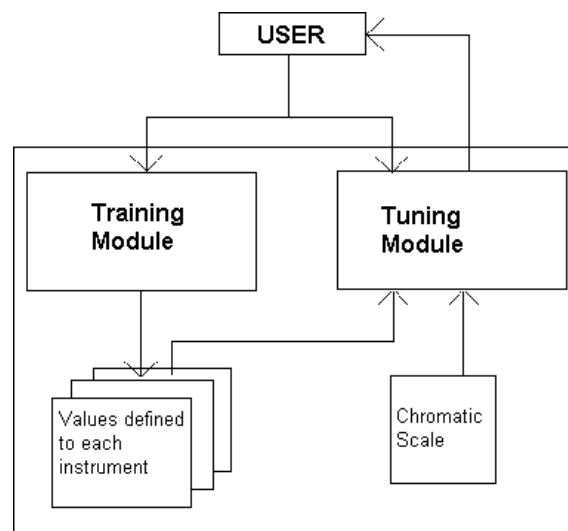 USER
Training
Module
Tuning
Module
Values defined
to each
instrument
Chromatic
Scale